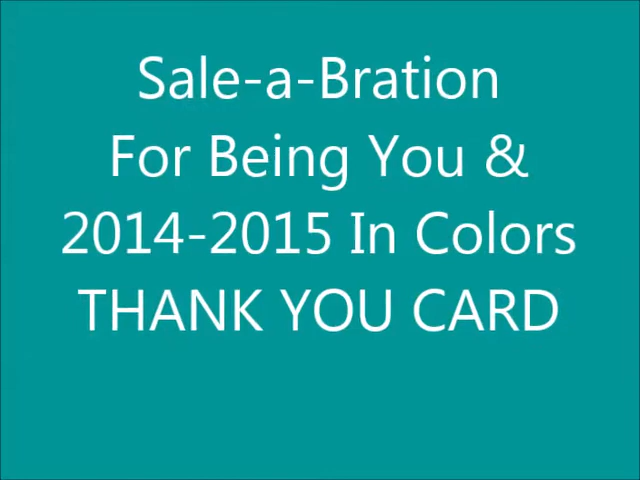 Sale-a-Bration
For Being You &
2014-2015 In Colors
THANK YOU CARD